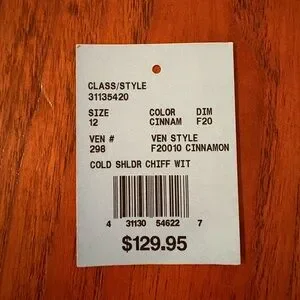 CLASS/STYLE
31135420
SIZE COLOR DIM
12 CINNAM F20
VEN # VEN STYLE
298 F20010 CINNAMON
COLD SHLDR CHIFF WIT
4 31130 54622 7
$129.95